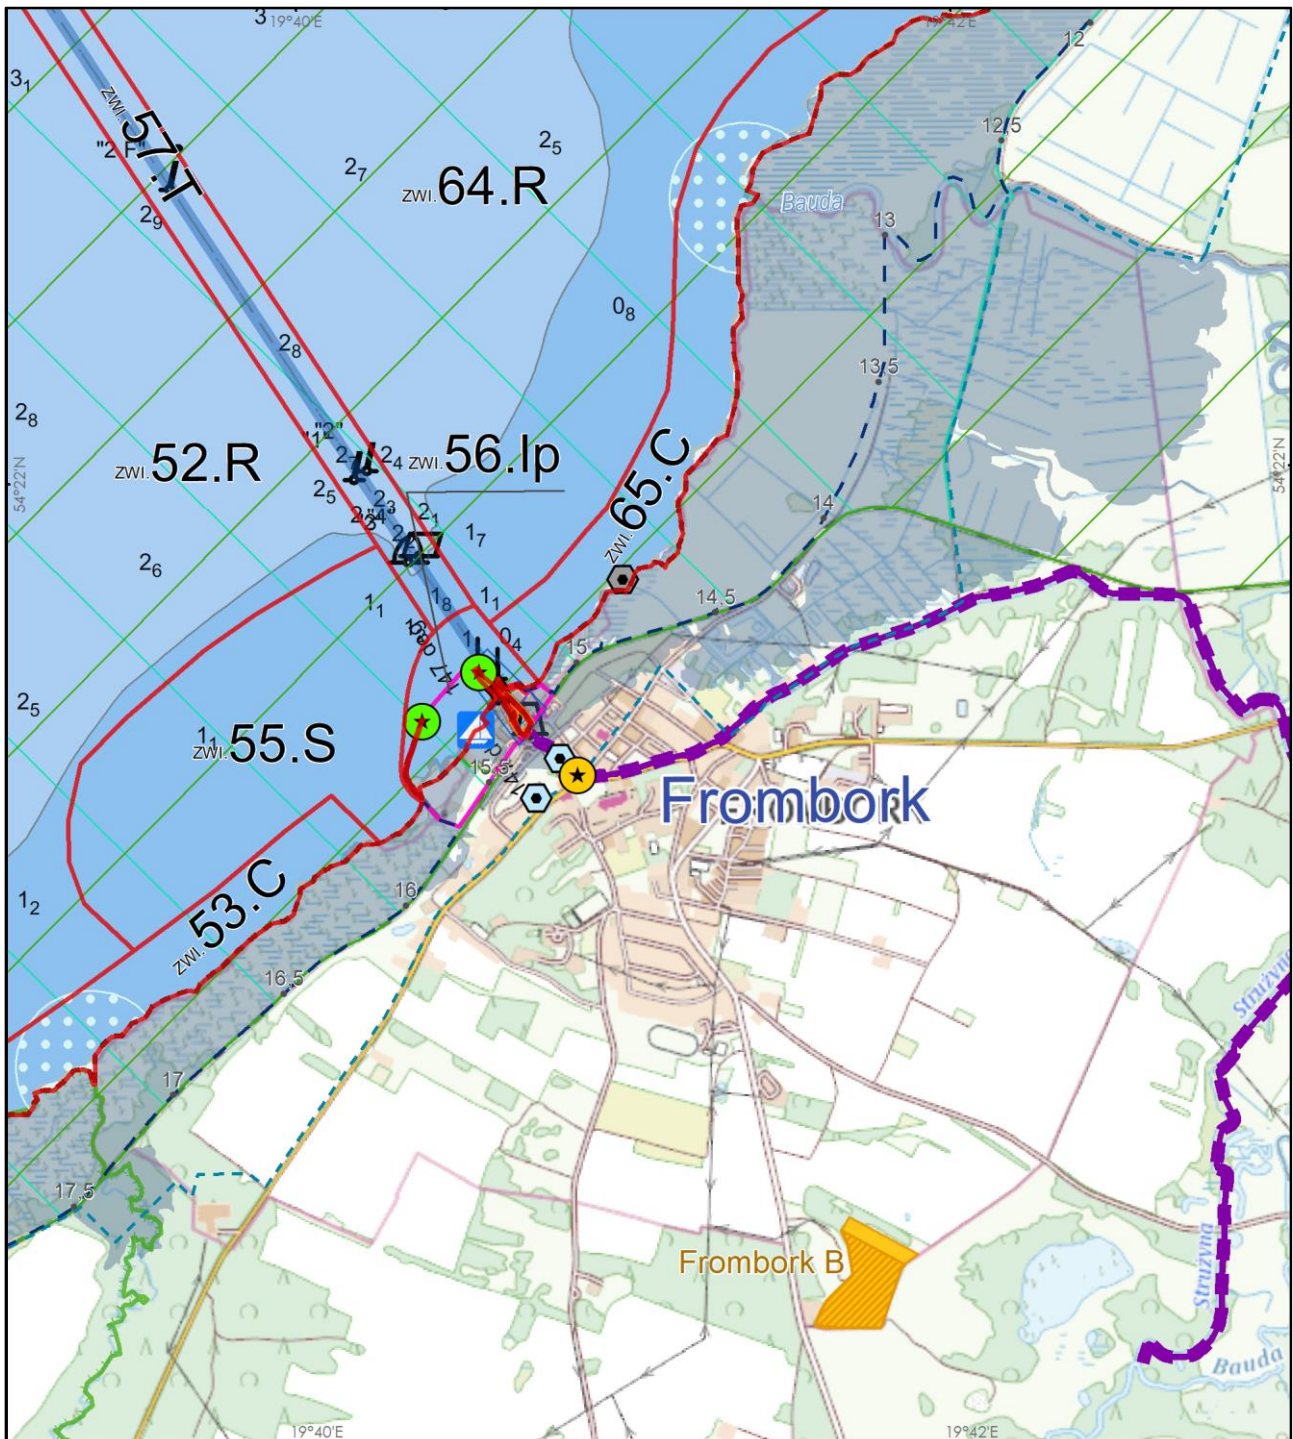 3
19°40'E
19°42'E
12
3₁
ZWI.57.T
"2 F"
12,5
2₅
2₇
ZWI.64.R
Bauda
2₉
13
0₈
2₈
13,5
2₈
"2"
"1"
ZWI.52.R
2₄
ZWI.56.Ip
ZWI.65.C
54°22'N
54°22'N
2₅
2₃
2₁
14
1₇
2₆
1₁
1₈
1₁
14,5
0₄
15
2₅
1₁
ZWI.55.S
15,5
Frombork
1₂
ZWI.53.C
16
16,5
Strużyna
17
17,5
Frombork B
Strużyna
Bauda
19°40'E
19°42'E